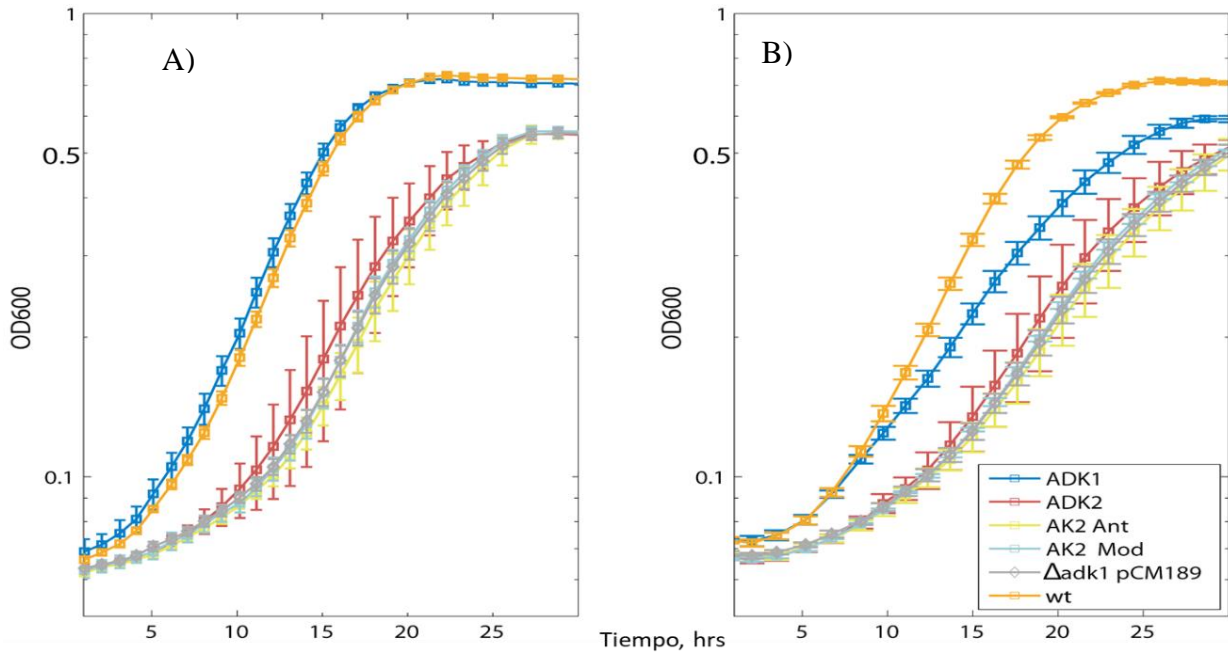 A)
1
0.5
0.1
OD600
5 10 15 20 25
Tiempo, hrs
B)
1
0.5
0.1
OD600
5 10 15 20 25
ADK1
ADK2
AK2 Ant
AK2 Mod
Δadk1 pCM189
wt